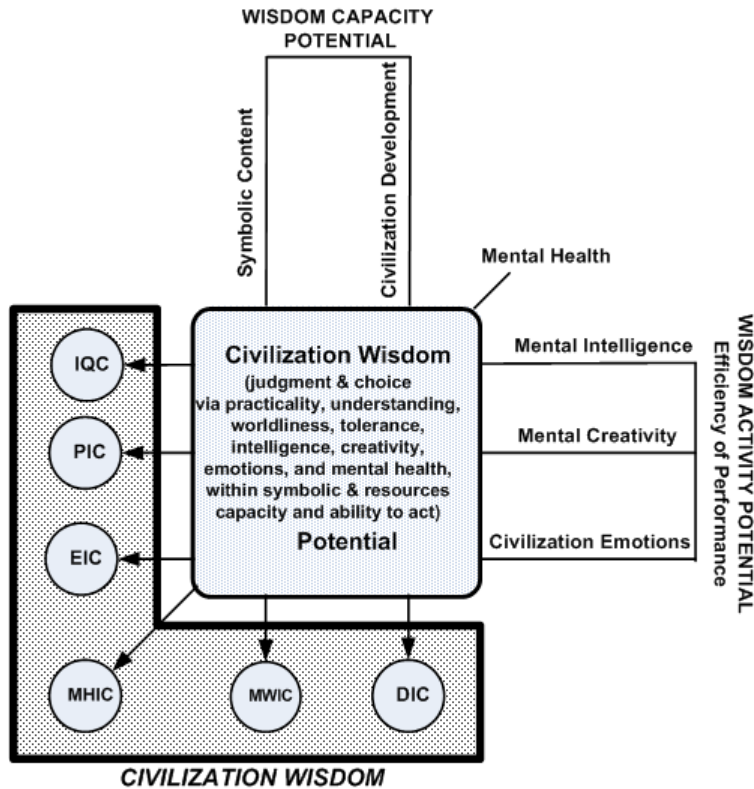 WISDOM CAPACITY
POTENTIAL
Symbolic Content
Civilization Development
Mental Health
Civilization Wisdom
(judgment & choice
via practicality, understanding,
worldliness, tolerance,
intelligence, creativity,
emotions, and mental health,
within symbolic & resources
capacity and ability to act)
Potential
Mental Intelligence
Mental Creativity
Civilization Emotions
WISDOM ACTIVITY POTENTIAL
Efficiency of Performance
IQC
PIC
EIC
MHIC
MWIC
DIC
CIVILIZATION WISDOM